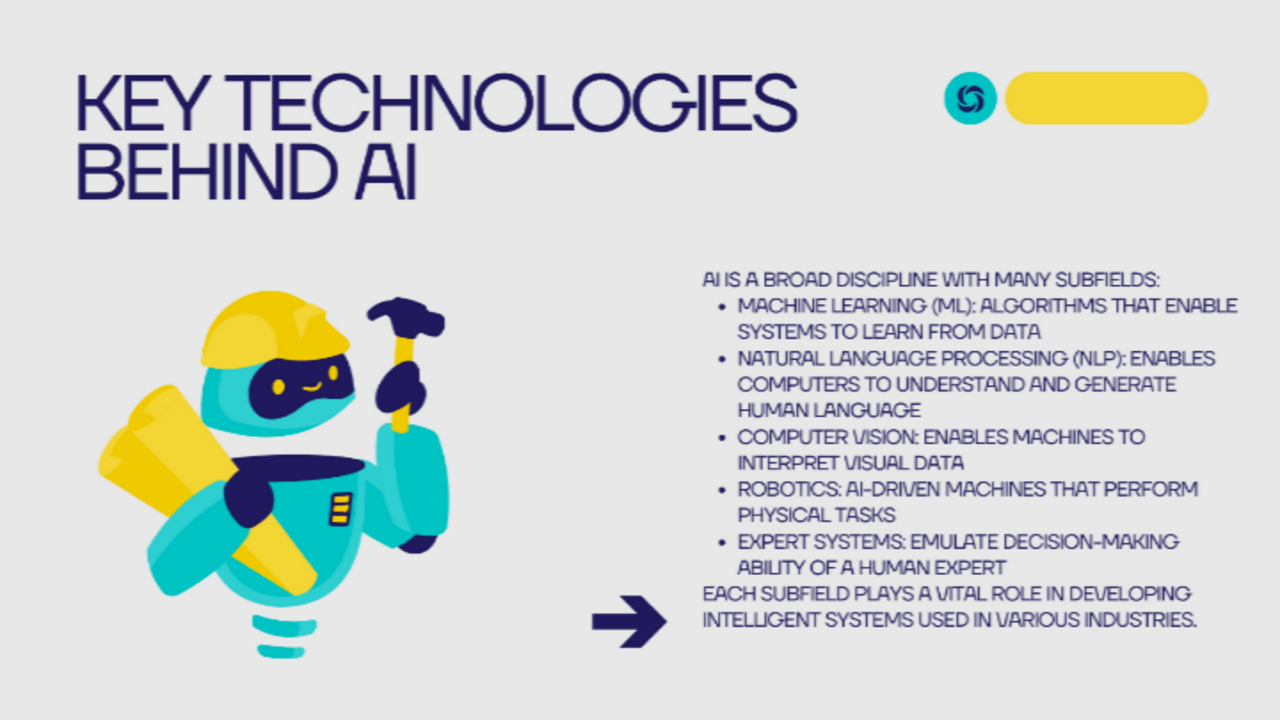 KEY TECHNOLOGIES
BEHIND AI
AI IS A BROAD DISCIPLINE WITH MANY SUBFIELDS:
• MACHINE LEARNING (ML): ALGORITHMS THAT ENABLE
SYSTEMS TO LEARN FROM DATA
• NATURAL LANGUAGE PROCESSING (NLP): ENABLES
COMPUTERS TO UNDERSTAND AND GENERATE
HUMAN LANGUAGE
• COMPUTER VISION: ENABLES MACHINES TO
INTERPRET VISUAL DATA
• ROBOTICS: AI-DRIVEN MACHINES THAT PERFORM
PHYSICAL TASKS
• EXPERT SYSTEMS: EMULATE DECISION-MAKING
ABILITY OF A HUMAN EXPERT
EACH SUBFIELD PLAYS A VITAL ROLE IN DEVELOPING
INTELLIGENT SYSTEMS USED IN VARIOUS INDUSTRIES.